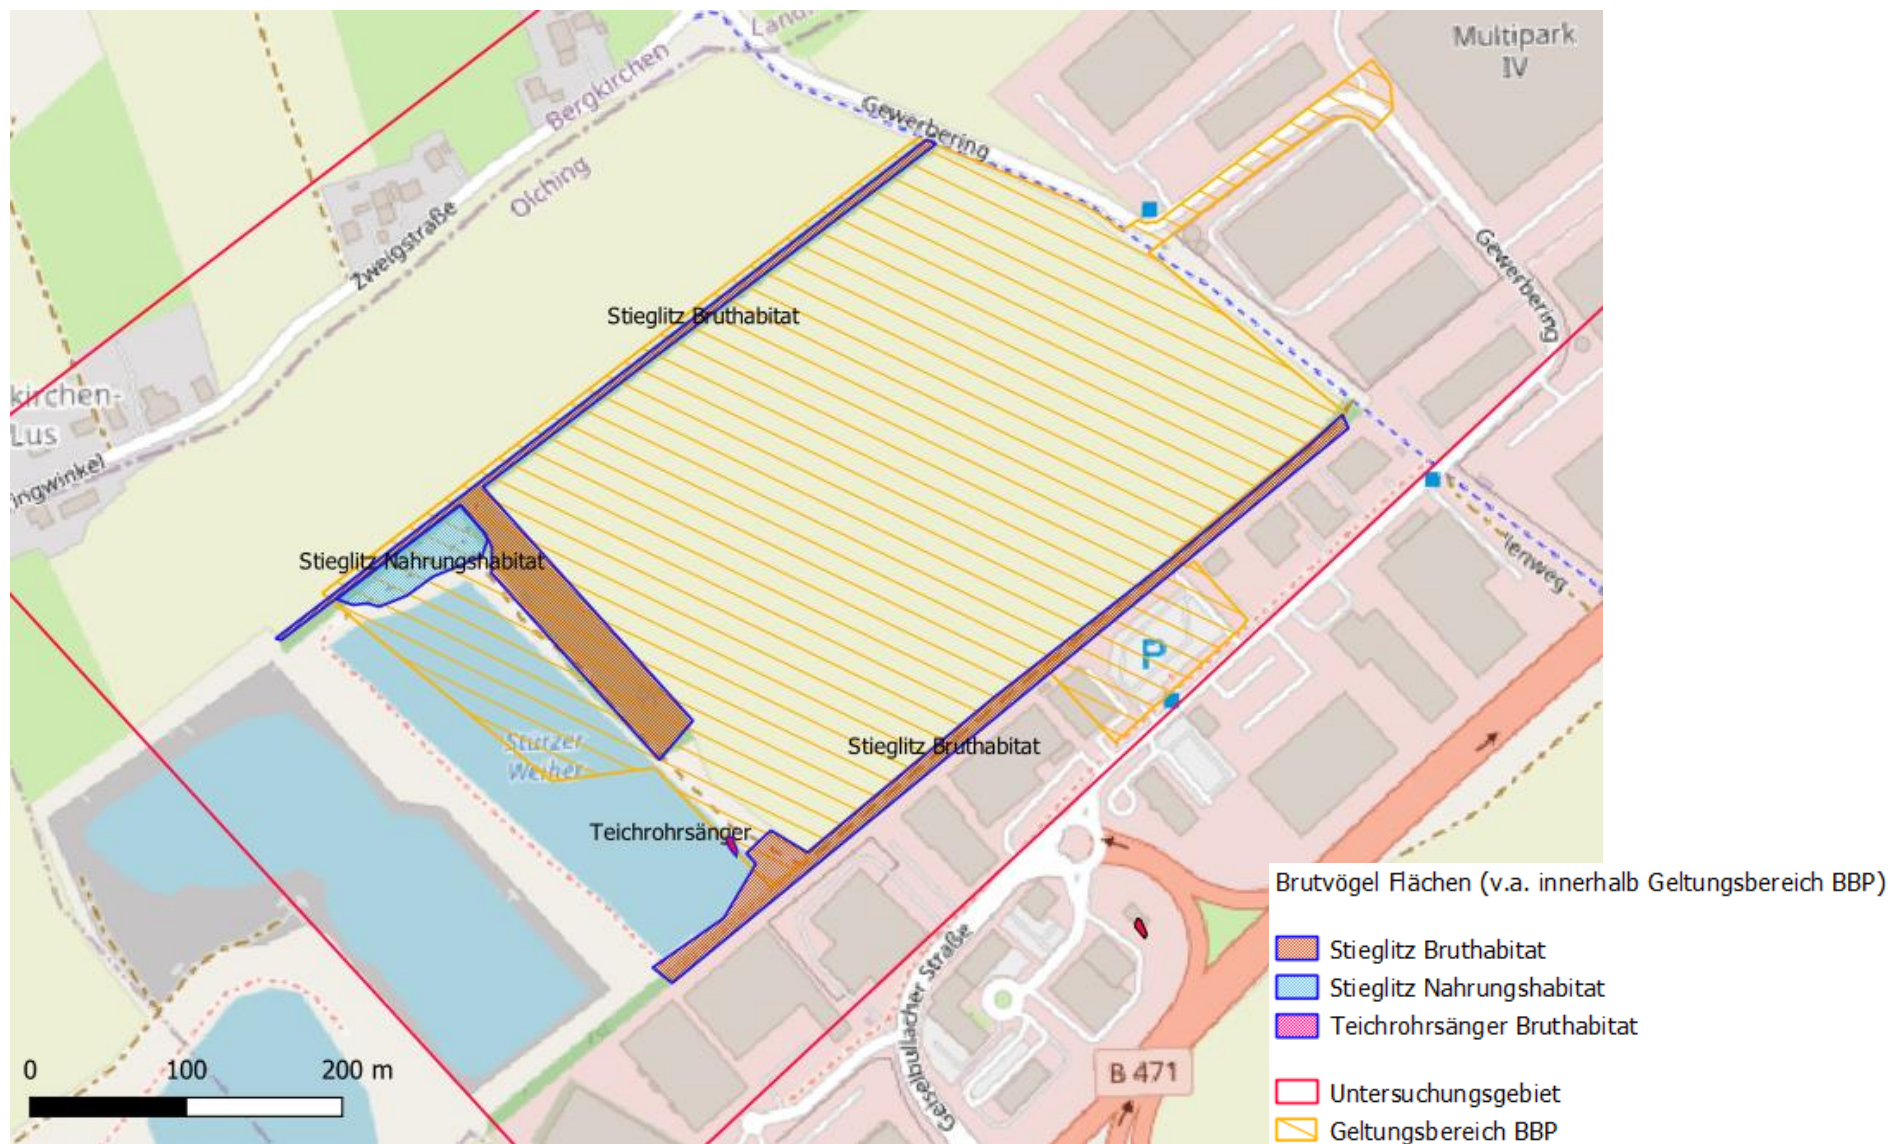 Multipark
IV
Landk
Bergkirchen
Olching
Gewerbering
Zweigstraße
Gewerbering
Stieglitz Bruthabitat
kirchen-
Lus
ingwinkel
Stieglitz Nahrungshabitat
lenweg
P
Sturzer
Weiher
Stieglitz Bruthabitat
Teichrohrsänger
Geiselbullacher Straße
B 471
0 100 200 m
Brutvögel Flächen (v.a. innerhalb Geltungsbereich BBP)
Stieglitz Bruthabitat
Stieglitz Nahrungshabitat
Teichrohrsänger Bruthabitat
Untersuchungsgebiet
Geltungsbereich BBP